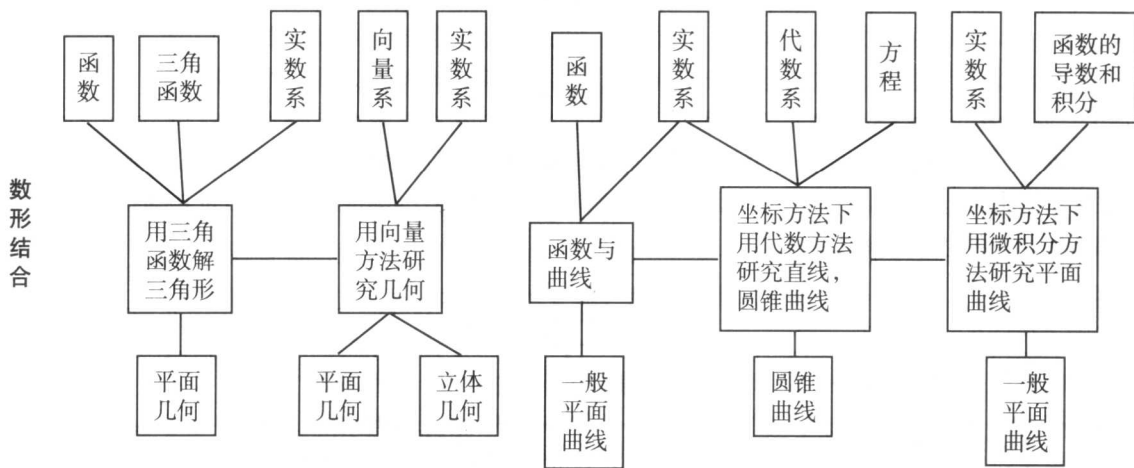 函数
三角
函数
实数系
向量系
实数系
函数
实数系
代数系
方程
实数系
函数的
导数和
积分
数形结合
用三角
函数解
三角形
用向量
方法研
究几何
函数与
曲线
坐标方法下
用代数方法
研究直线，
圆锥曲线
坐标方法下
用微积分方
法研究平面
曲线
平面
几何
平面
几何
立体
几何
一般
平面
曲线
圆锥
曲线
一般
平面
曲线